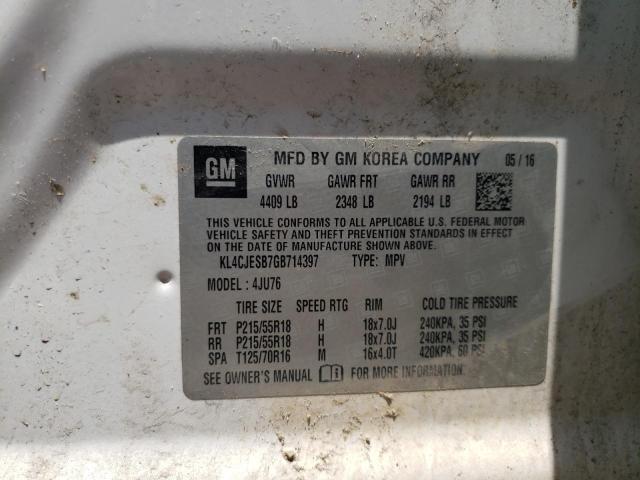 GM MFD BY GM KOREA COMPANY 05 / 16
GVWR GAWR FRT GAWR RR
4409 LB 2348 LB 2194 LB
THIS VEHICLE CONFORMS TO ALL APPLICABLE U.S. FEDERAL MOTOR
VEHICLE SAFETY AND THEFT PREVENTION STANDARDS IN EFFECT
ON THE DATE OF MANUFACTURE SHOWN ABOVE.
KL4CJESB7GB714397 TYPE: MPV
MODEL : 4JU76
TIRE SIZE SPEED RTG RIM COLD TIRE PRESSURE
FRT P215/55R18 H 18x7.0J 240KPA, 35 PSI
RR P215/55R18 H 18x7.0J 240KPA, 35 PSI
SPA T125/70R16 M 16x4.0T 420KPA, 60 PSI
SEE OWNER'S MANUAL FOR MORE INFORMATION.